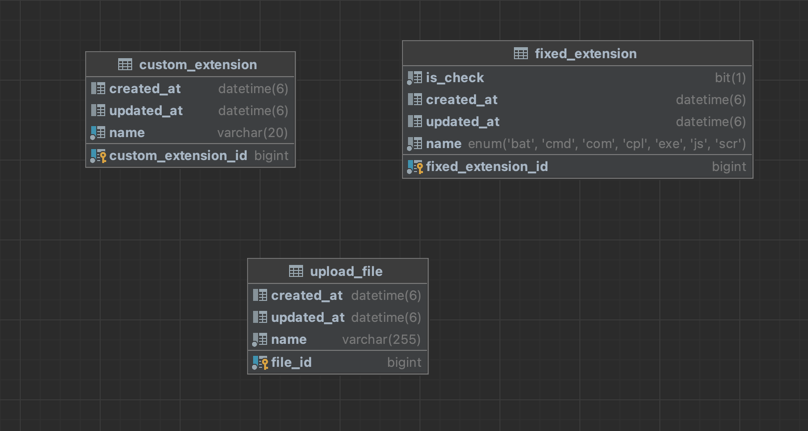 custom_extension
created_at datetime(6)
updated_at datetime(6)
name varchar(20)
custom_extension_id bigint
fixed_extension
is_check bit(1)
created_at datetime(6)
updated_at datetime(6)
name enum('bat', 'cmd', 'com', 'cpl', 'exe', 'js', 'scr')
fixed_extension_id bigint
upload_file
created_at datetime(6)
updated_at datetime(6)
name varchar(255)
file_id bigint